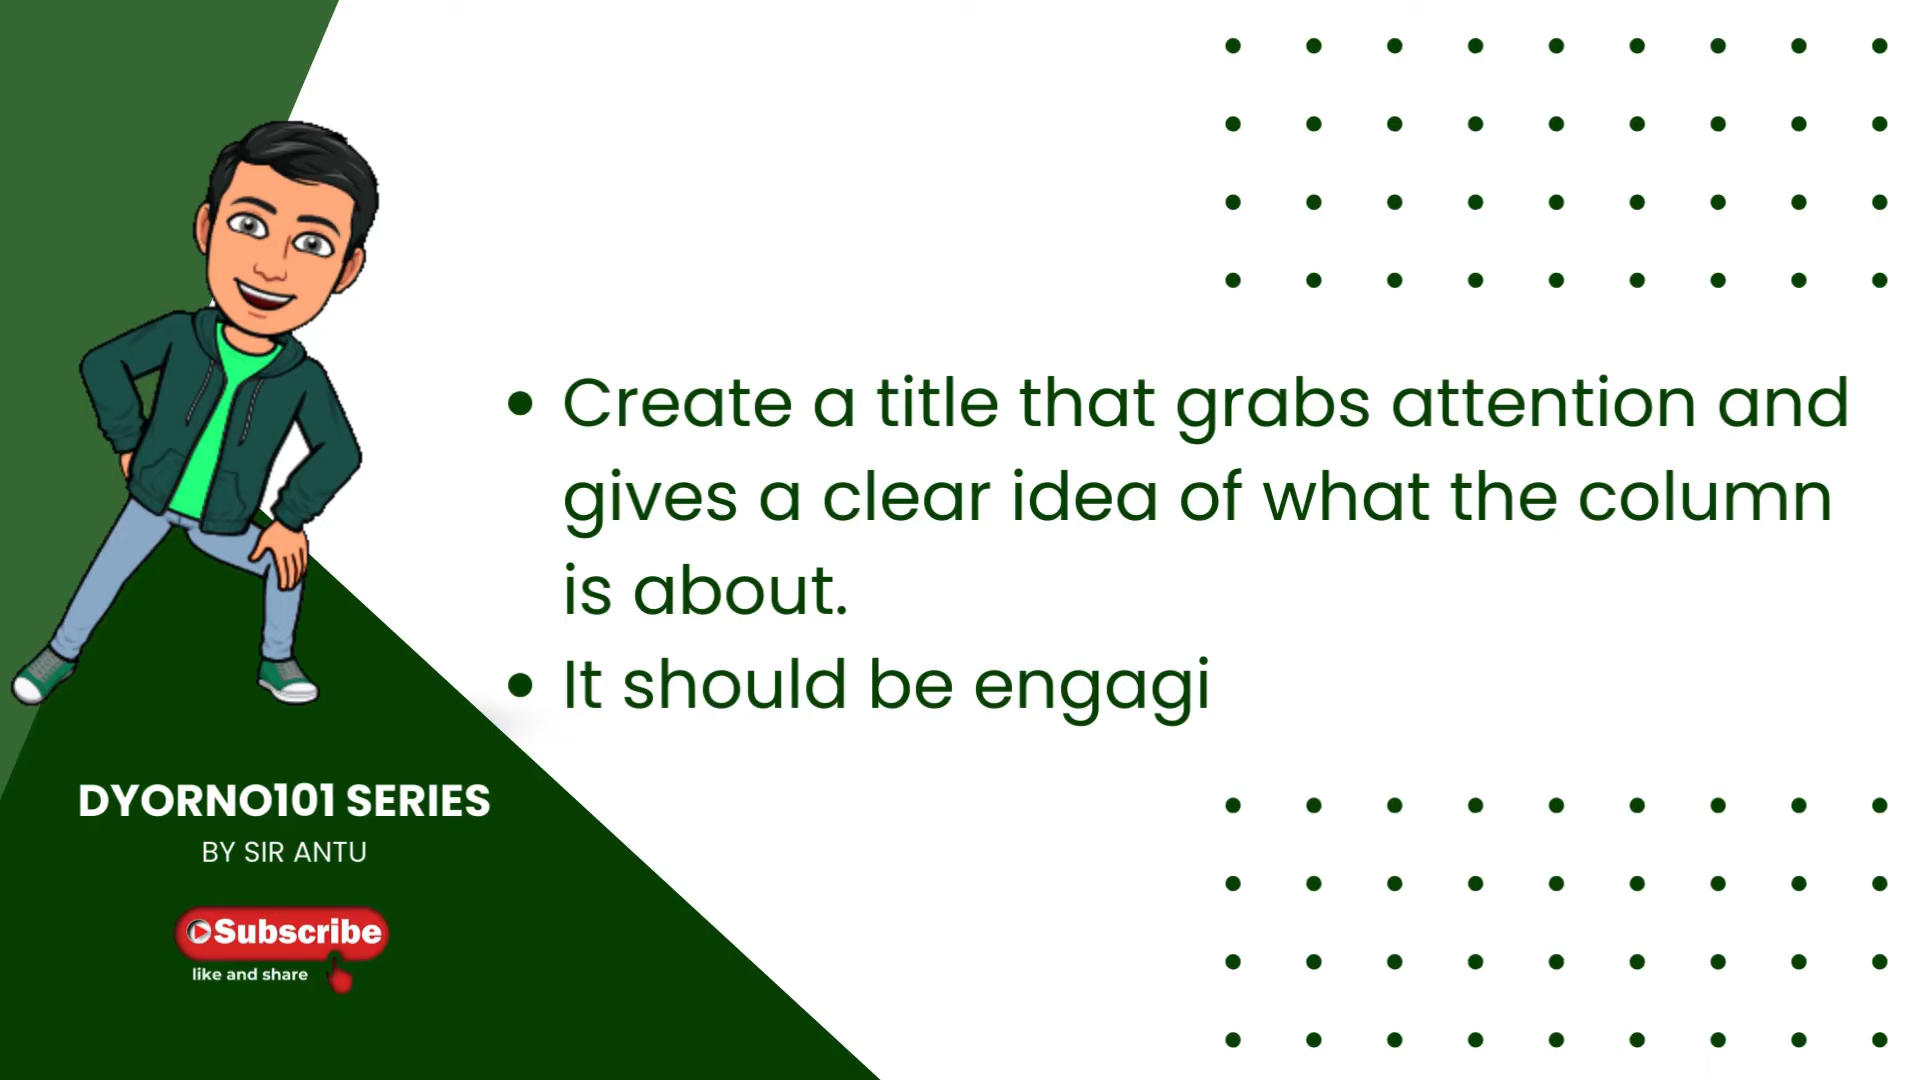 • Create a title that grabs attention and
gives a clear idea of what the column
is about.
• It should be engagi
DYORNO101 SERIES
BY SIR ANTU
Subscribe
like and share